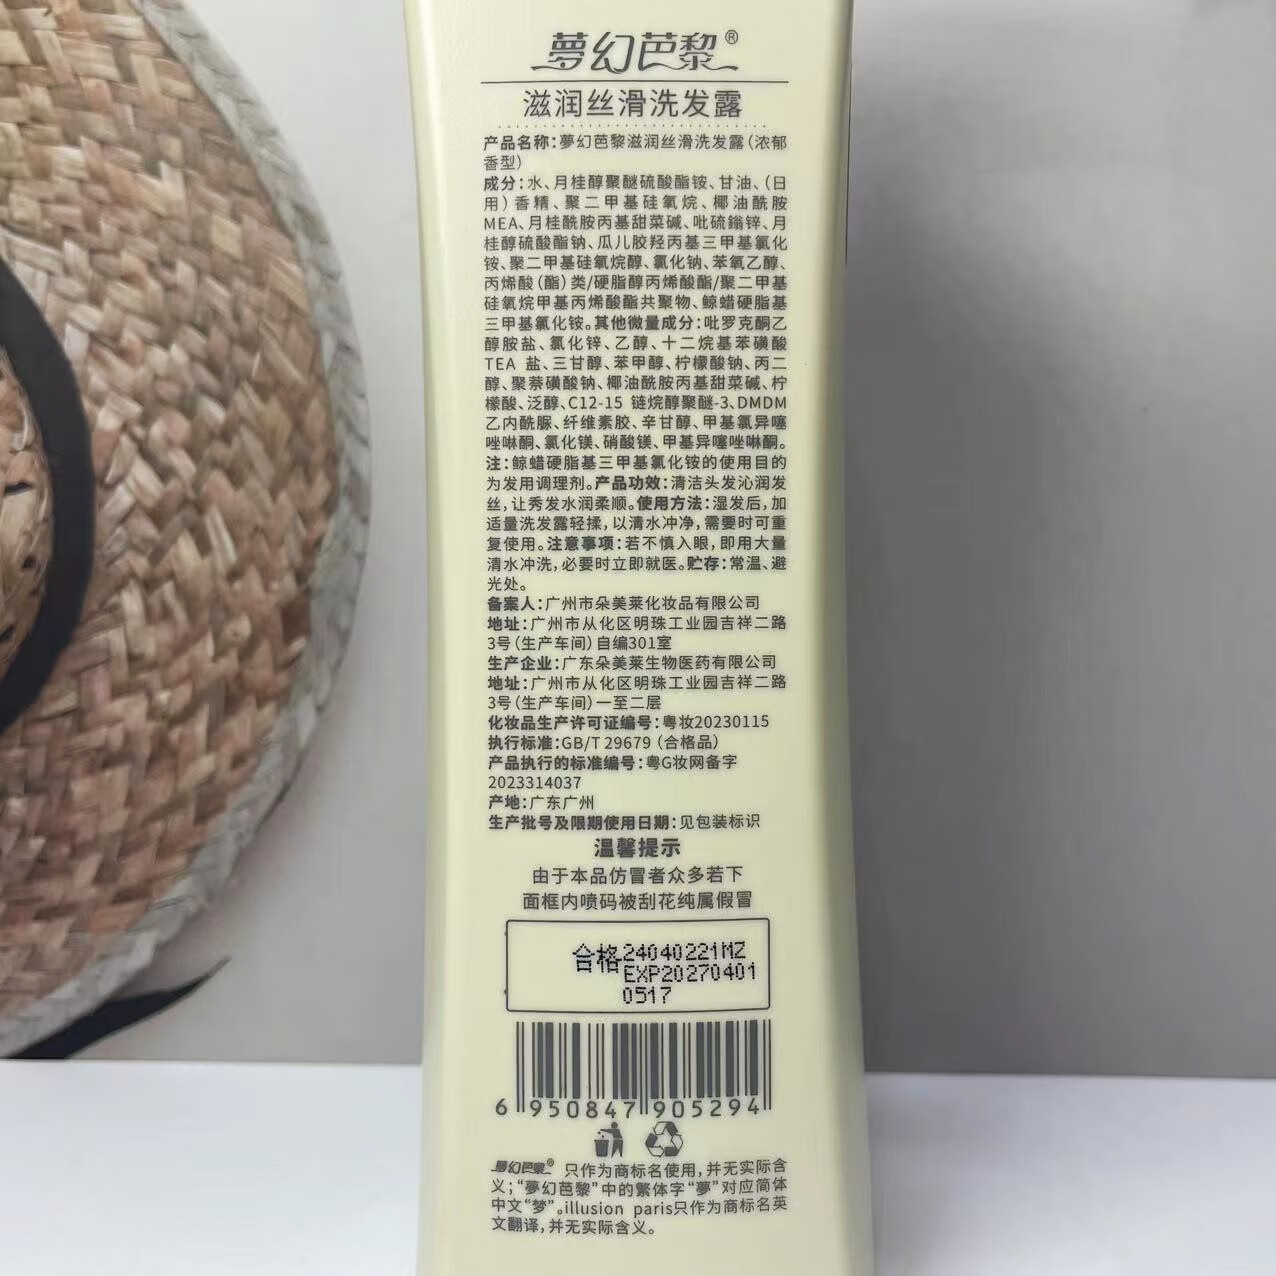 夢幻芭黎®
滋润丝滑洗发露
产品名称:夢幻芭黎滋润丝滑洗发露(浓郁
香型)
成分:水、月桂醇聚醚硫酸酯铵、甘油、(日
用)香精、聚二甲基硅氧烷、椰油酰胺
MEA、月桂酰胺丙基甜菜碱、吡硫鎓锌、月
桂醇硫酸酯钠、瓜儿胶羟丙基三甲基氯化
铵、聚二甲基硅氧烷醇、氯化钠、苯氧乙醇、
丙烯酸(酯)类/硬脂醇丙烯酸酯/聚二甲基
硅氧烷甲基丙烯酸酯共聚物、鲸蜡硬脂基
三甲基氯化铵。其他微量成分:吡罗克酮乙
醇胺盐、氯化锌、乙醇、十二烷基苯磺酸
TEA 盐、三甘醇、苯甲醇、柠檬酸钠、丙二
醇、聚萘磺酸钠、椰油酰胺丙基甜菜碱、柠
檬酸、泛醇、C12-15 链烷醇聚醚-3、DMDM
乙内酰脲、纤维素胶、辛甘醇、甲基氯异噻
唑啉酮、氯化镁、硝酸镁、甲基异噻唑啉酮。
注:鲸蜡硬脂基三甲基氯化铵的使用目的
为发用调理剂。产品功效:清洁头发沁润发
丝,让秀发水润柔顺。使用方法:湿发后,加
适量洗发露轻揉,以清水冲净,需要时可重
复使用。注意事项:若不慎入眼,即用大量
清水冲洗,必要时立即就医。贮存:常温、避
光处。
备案人:广州市朵美莱化妆品有限公司
地址:广州市从化区明珠工业园吉祥二路
3号(生产车间)自编301室
生产企业:广东朵美莱生物医药有限公司
地址:广州市从化区明珠工业园吉祥二路
3号(生产车间)一至二层
化妆品生产许可证编号:粤妆20230115
执行标准:GB/T 29679 (合格品)
产品执行的标准编号:粤G妆网备字
2023314037
产地:广东广州
生产批号及限期使用日期:见包装标识
温馨提示
由于本品仿冒者众多若下
面框内喷码被刮花纯属假冒
合格24040221MZ
EXP20270401
0517
6 950847 905294
夢幻芭黎® 只作为商标名使用,并无实际含
义;“夢幻芭黎”中的繁体字“夢”对应简体
中文“梦”。illusion paris只作为商标名英
文翻译,并无实际含义。